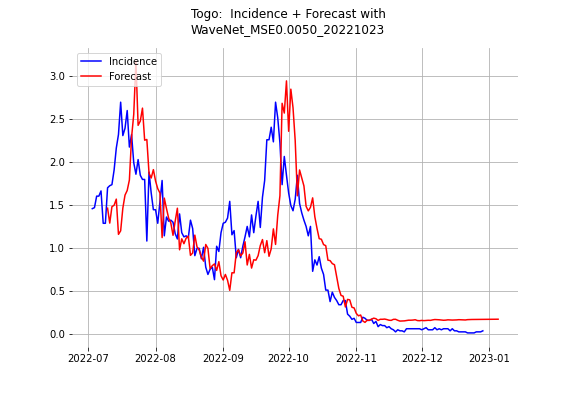 Togo:  Incidence + Forecast with
WaveNet_MSE0.0050_20221023
Incidence
Forecast
3.0
2.5
2.0
1.5
1.0
0.5
0.0
2022-07 2022-08 2022-09 2022-10 2022-11 2022-12 2023-01